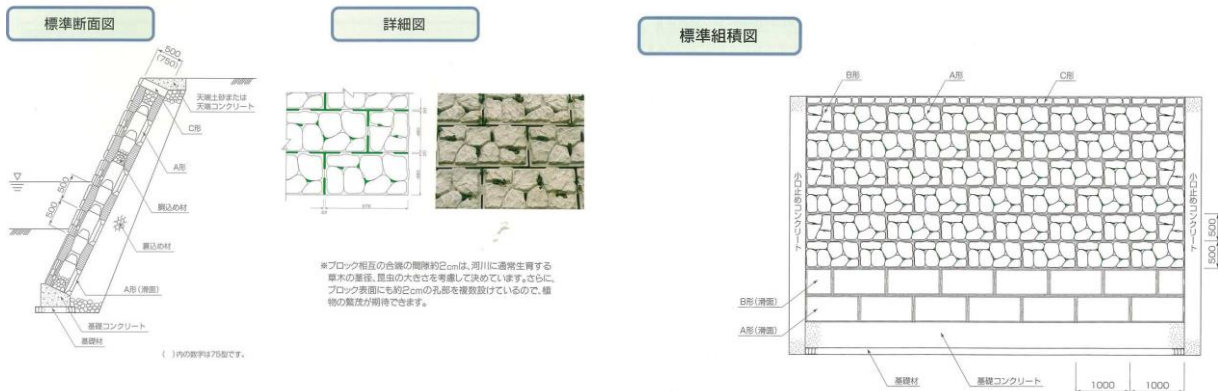 標準断面図
詳細図
標準組積図
500
(750)
天端土砂または
天端コンクリート
C形
A形
胴込め材
裏込め材
500
500
A形(滑面)
基礎コンクリート
基礎材
( )内の数字は75型です。
※ブロック相互の合端の間隙約2cmは、河川に通常生育する
草木の茎径、昆虫の大きさを考慮して決めています。さらに、
ブロック表面にも約2cmの孔部を複数設けているので、植
物の繁茂が期待できます。
B形
A形
C形
小口止めコンクリート
小口止めコンクリート
500
500
B形(滑面)
A形(滑面)
基礎材
基礎コンクリート
1000
1000